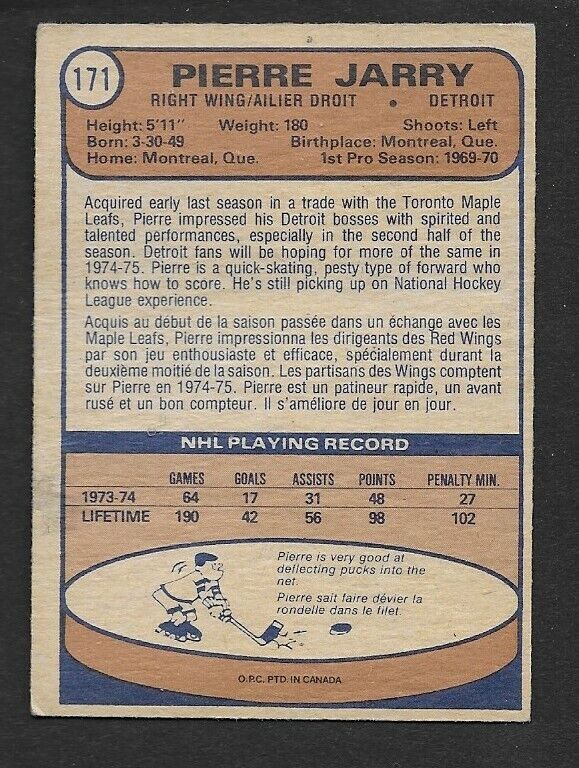 171
PIERRE JARRY
RIGHT WING/AILIER DROIT • DETROIT
Height: 5'11" Weight: 180 Shoots: Left
Born: 3-30-49 Birthplace: Montreal, Que.
Home: Montreal, Que. 1st Pro Season: 1969-70
Acquired early last season in a trade with the Toronto Maple
Leafs, Pierre impressed his Detroit bosses with spirited and
talented performances, especially in the second half of the
season. Detroit fans will be hoping for more of the same in
1974-75. Pierre is a quick-skating, pesty type of forward who
knows how to score. He's still picking up on National Hockey
League experience.
Acquis au début de la saison passée dans un échange avec les
Maple Leafs, Pierre impressionna les dirigeants des Red Wings
par son jeu enthousiaste et efficace, spécialement durant la
deuxième moitié de la saison. Les partisans des Wings comptent
sur Pierre en 1974-75. Pierre est un patineur rapide, un avant
rusé et un bon compteur. Il s'améliore de jour en jour.
NHL PLAYING RECORD
GAMES GOALS ASSISTS POINTS PENALTY MIN.
1973-74 64 17 31 48 27
LIFETIME 190 42 56 98 102
Pierre is very good at
deflecting pucks into the
net.
Pierre sait faire dévier la
rondelle dans le filet.
O.P.C. PTD. IN CANADA